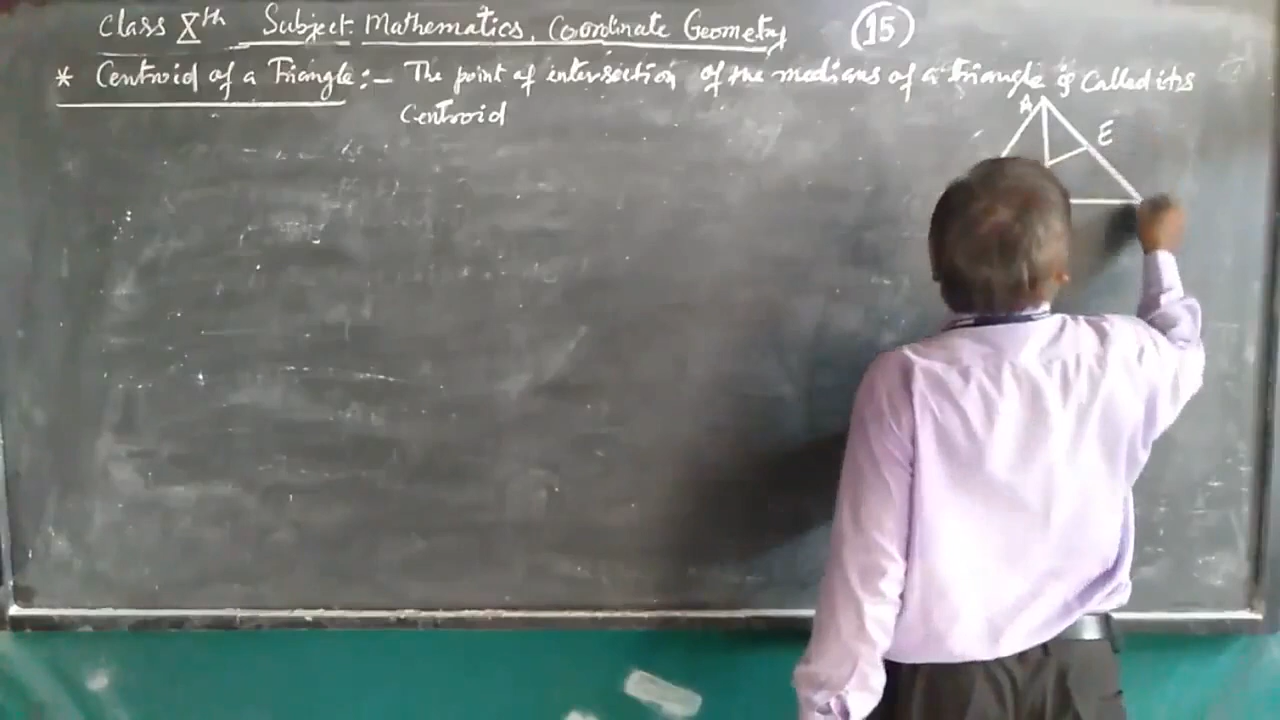 Class Xth Subject: Mathematics, Coordinate Geometry (15)
* Centroid of a Triangle:- The point of intersection of the medians of a triangle is called its
Centroid
A
E